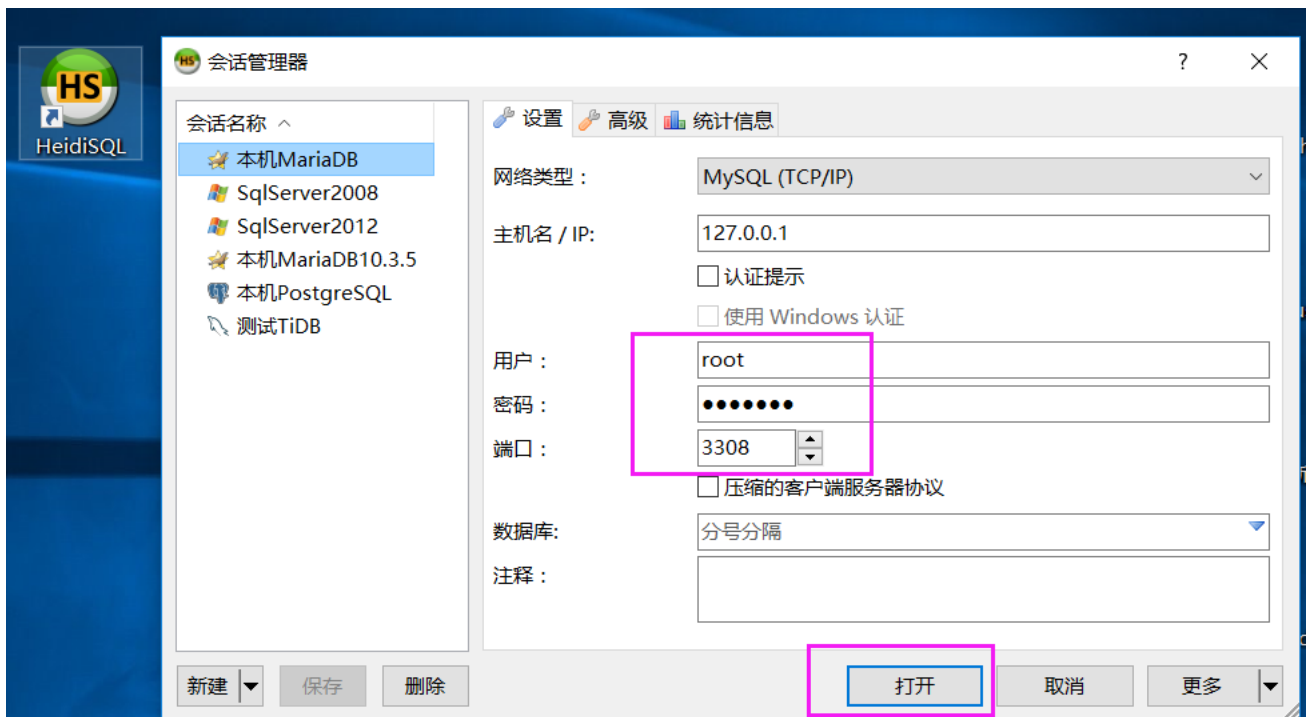 HS
HeidiSQL
会话管理器
?
会话名称
本机MariaDB
SqlServer2008
SqlServer2012
本机MariaDB10.3.5
本机PostgreSQL
测试TiDB
设置 高级 统计信息
网络类型：
MySQL (TCP/IP)
主机名 / IP:
127.0.0.1
认证提示
使用 Windows 认证
用户：
root
密码：
●●●●●●●
端口：
3308
压缩的客户端服务器协议
数据库:
分号分隔
注释：
新建 保存 删除 打开 取消 更多